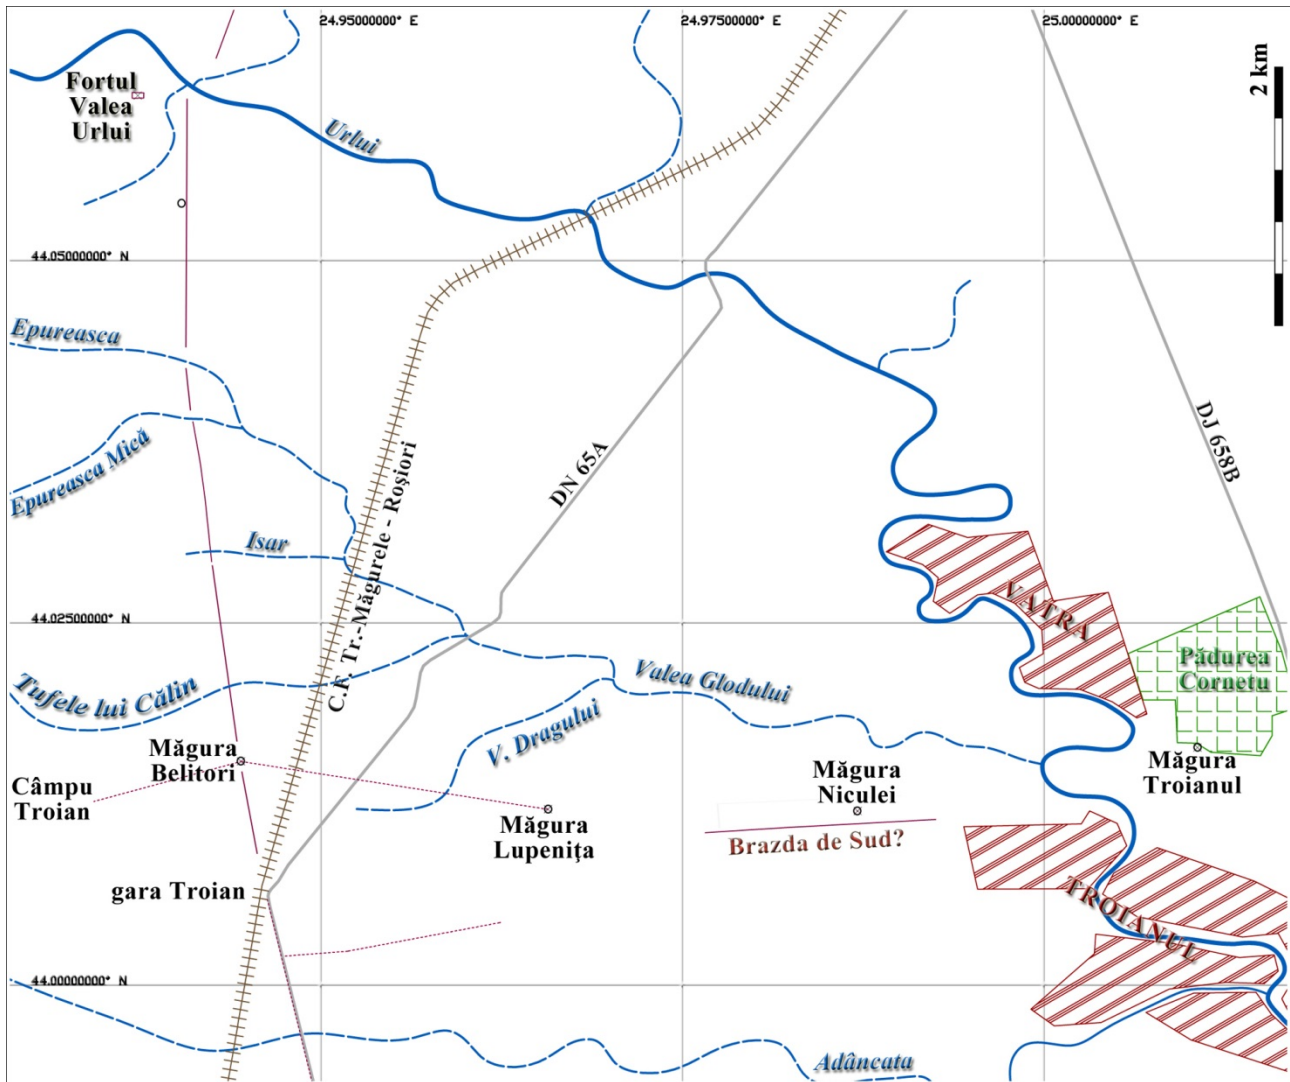 24.95000000° E
24.97500000° E
25.00000000° E
2 km
Fortul
Valea
Urlui
Urlui
44.05000000° N
Epureasca
Epureasca Mică
Isar
C.F. Tr.-Măgurele - Roşiori
DN 65A
DJ 658B
VATRA
44.02500000° N
Pădurea
Cornetu
Tufele lui Călin
Valea Glodului
V. Dragului
Măgura
Belitori
Câmpu
Troian
Măgura
Lupeniţa
Măgura
Niculei
Măgura
Troianul
Brazda de Sud?
gara Troian
TROIANUL
44.00000000° N
Adâncata